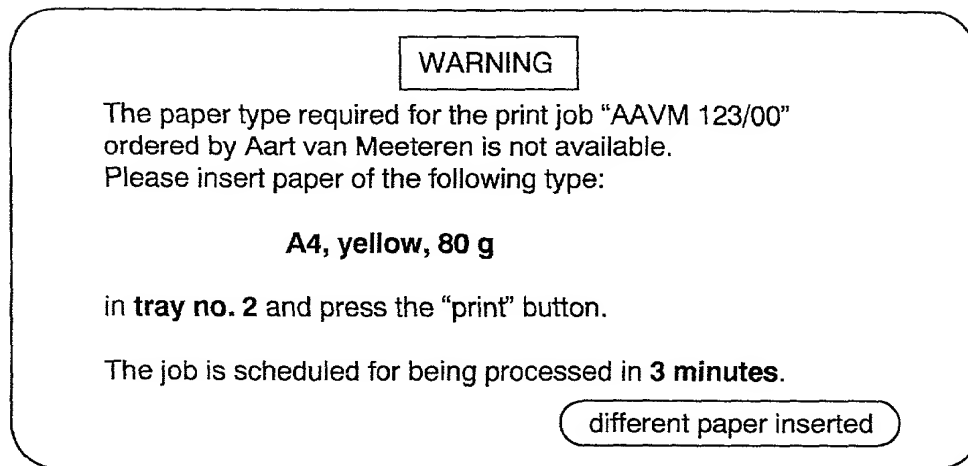 WARNING
The paper type required for the print job “AAVM 123/00”
ordered by Aart van Meeteren is not available.
Please insert paper of the following type:
A4, yellow, 80 g
in tray no. 2 and press the “print” button.
The job is scheduled for being processed in 3 minutes.
different paper inserted